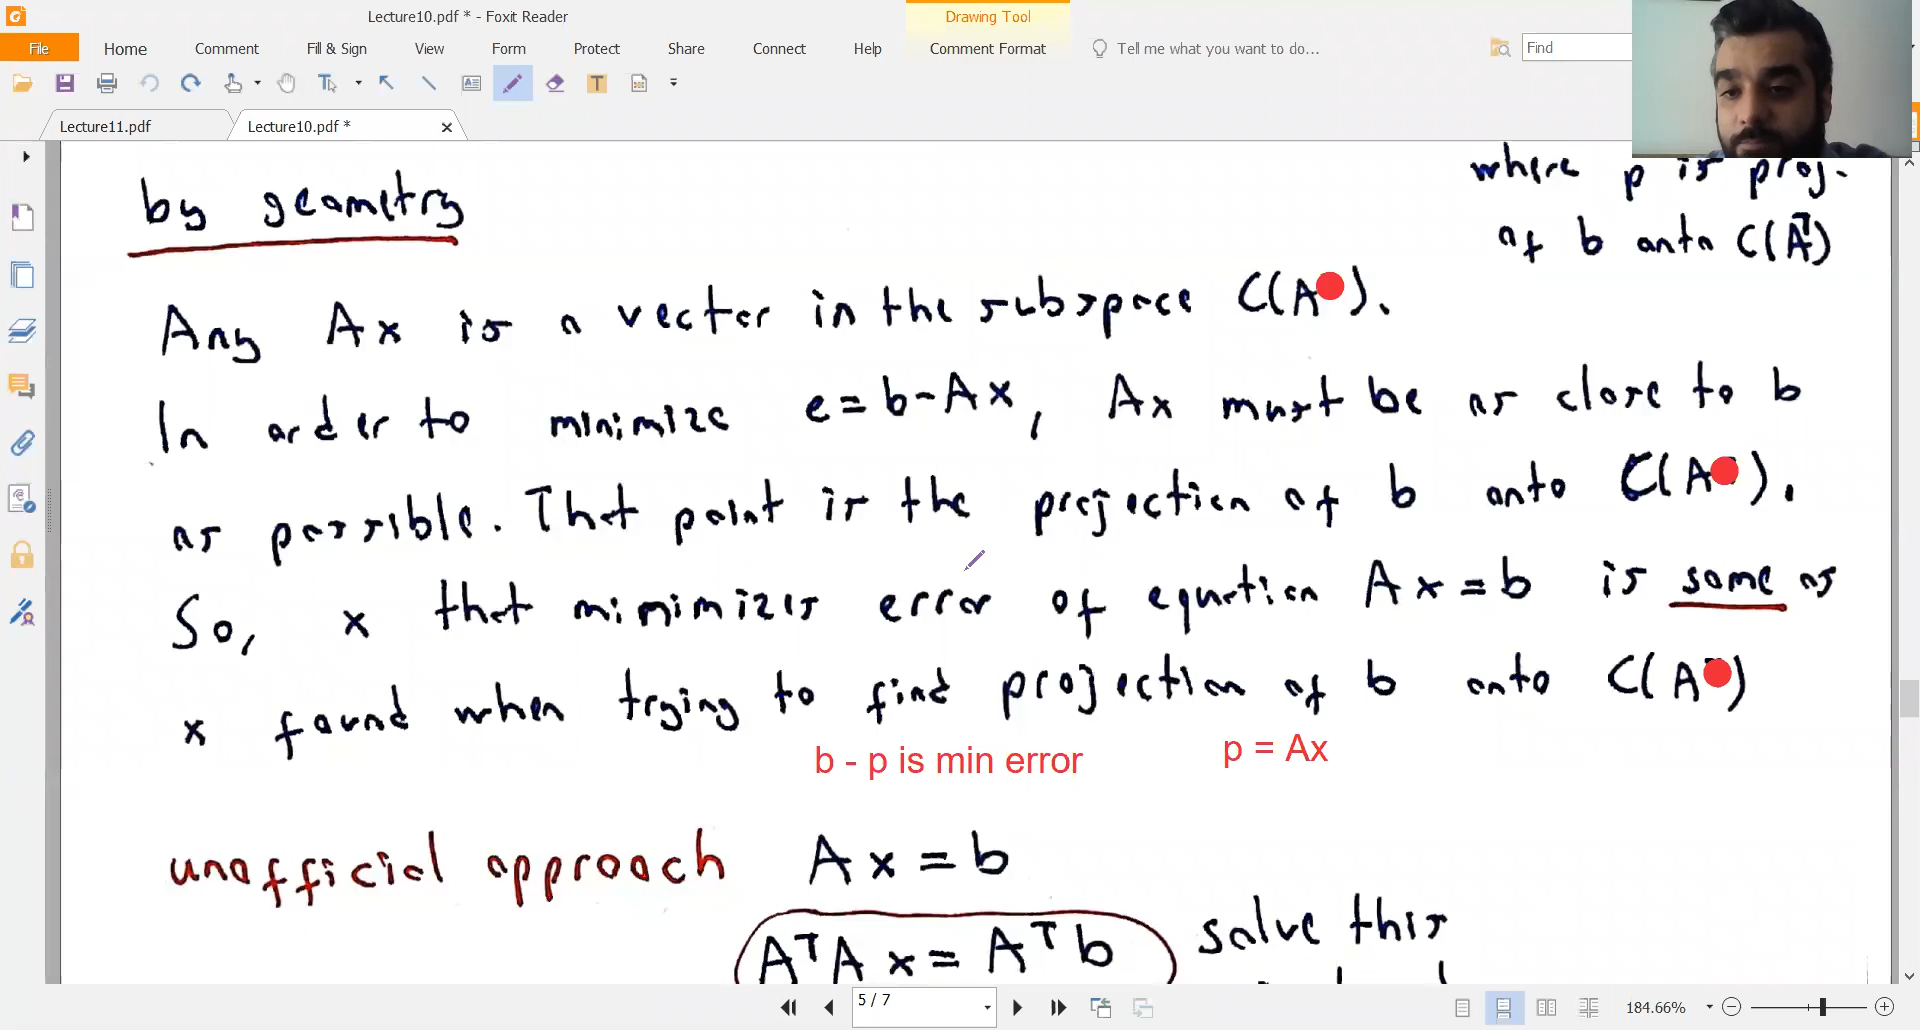 Lecture10.pdf * - Foxit Reader
Drawing Tool
File Home Comment Fill & Sign View Form Protect Share Connect Help Comment Format Tell me what you want to do... Find
Lecture11.pdf
Lecture10.pdf *
where p is proj.
of b onto C(Aᵀ)
by geometry
Any Ax is a vector in the subspace C(A).
In order to minimize e = b - Ax, Ax must be as close to b
as possible. That point is the projection of b onto C(A).
So, x that minimizes error of equation Ax = b is same as
x found when trying to find projection of b onto C(A)
b - p is min error
p = Ax
unofficial approach Ax = b
AᵀAx = Aᵀb solve this
5 / 7
184.66%